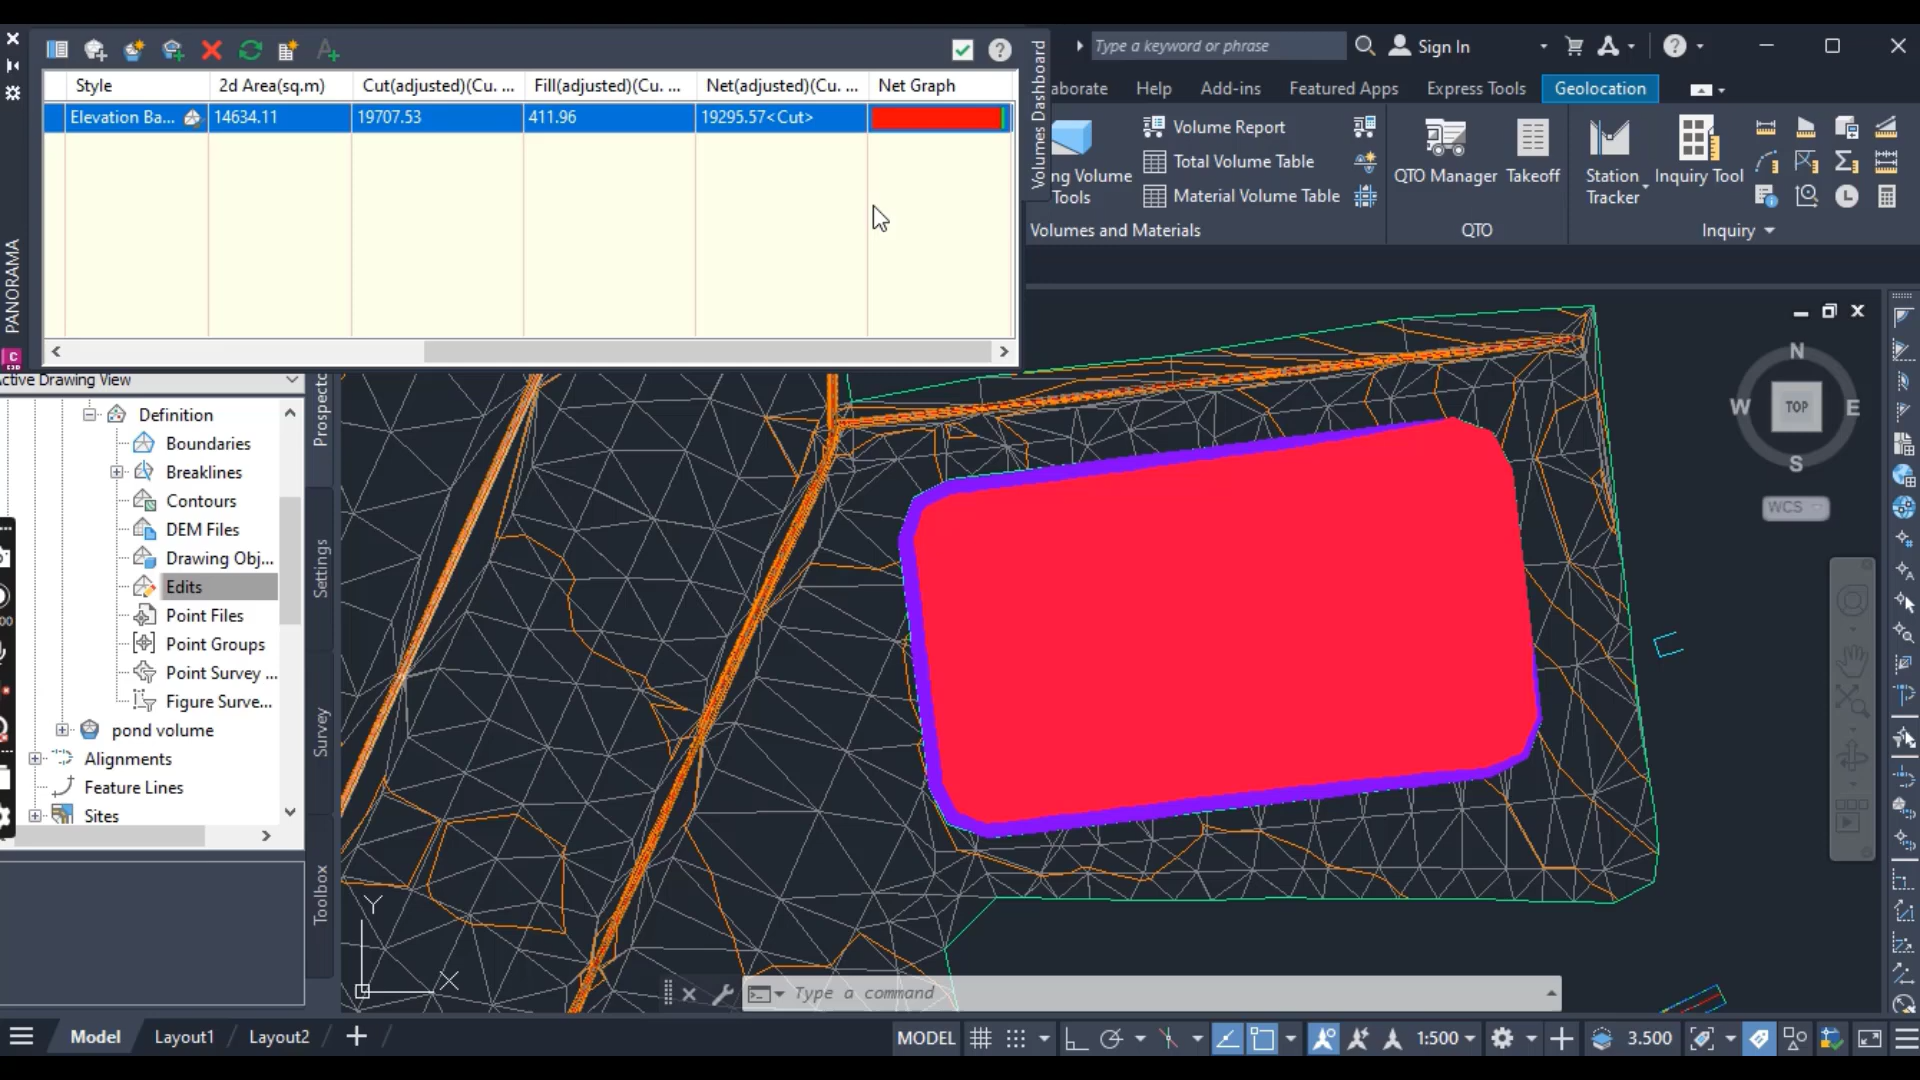 Type a keyword or phrase
Sign In
Style
2d Area(sq.m)
Cut(adjusted)(Cu. ...
Fill(adjusted)(Cu. ...
Net(adjusted)(Cu. ...
Net Graph
Elevation Ba...
14634.11
19707.53
411.96
19295.57<Cut>
Volumes Dashboard
PANORAMA
aborate
Help
Add-ins
Featured Apps
Express Tools
Geolocation
ng Volume
Tools
Volume Report
Total Volume Table
Material Volume Table
QTO Manager
Takeoff
Station
Tracker
Inquiry Tool
Volumes and Materials
QTO
Inquiry
ctive Drawing View
Definition
Boundaries
Breaklines
Contours
DEM Files
Drawing Obj...
Edits
Point Files
Point Groups
Point Survey ...
Figure Surve...
pond volume
Alignments
Feature Lines
Sites
Prospecto
Settings
Survey
Toolbox
N
W
TOP
E
S
WCS
Y
X
Type a command
Model
Layout1
Layout2
MODEL
1:500
3.500